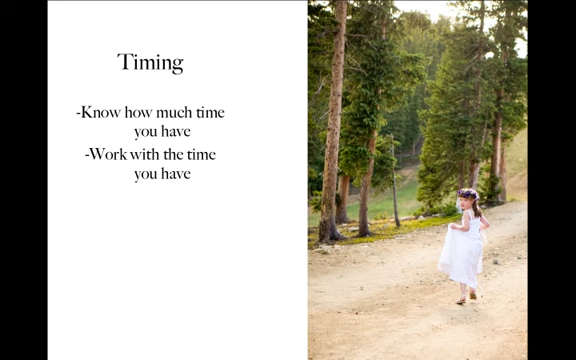 Timing
-Know how much time
you have
-Work with the time
you have